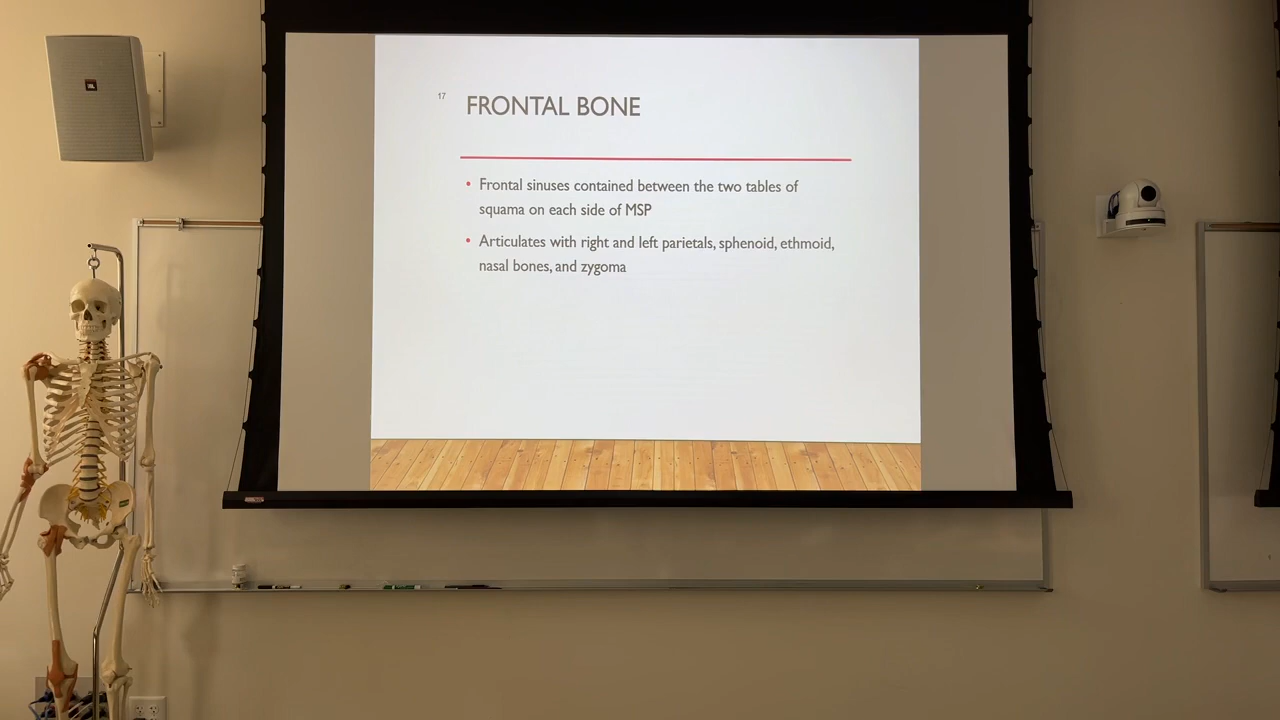 JBL
17
FRONTAL BONE
• Frontal sinuses contained between the two tables of
squama on each side of MSP
• Articulates with right and left parietals, sphenoid, ethmoid,
nasal bones, and zygoma